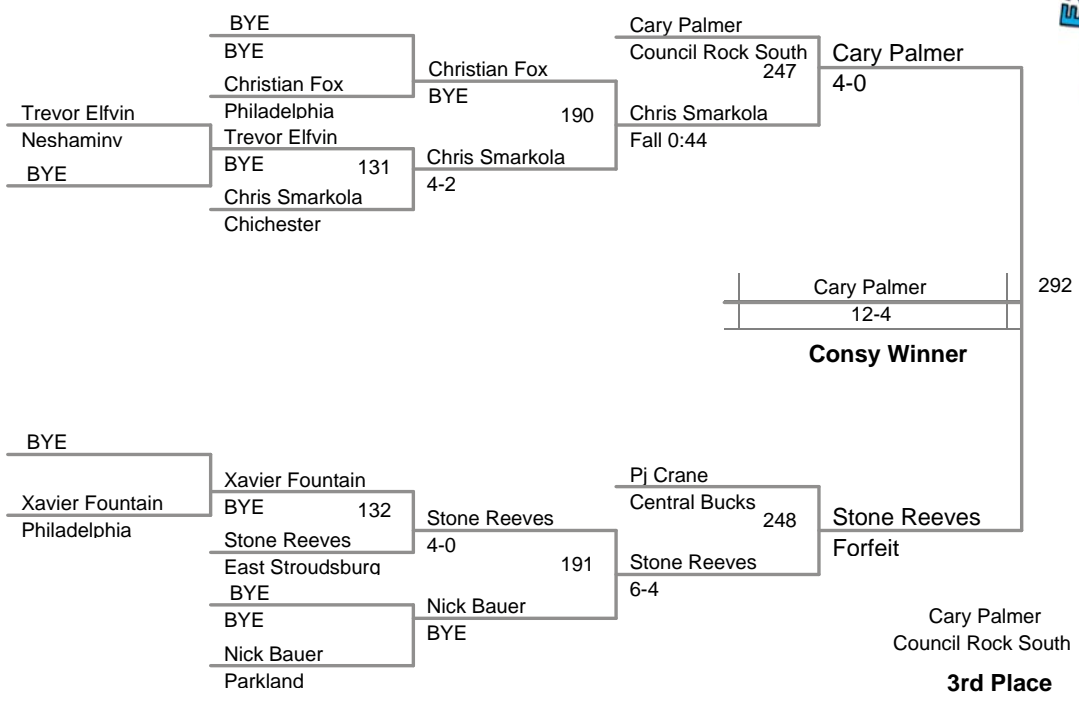 BYE
BYE
Christian Fox
Philadelphia
Trevor Elfvin
Neshaminy
BYE
Trevor Elfvin
BYE
131
Chris Smarkola
Chichester
Christian Fox
BYE
190
Chris Smarkola
4-2
Cary Palmer
Council Rock South
247
Chris Smarkola
Fall 0:44
Cary Palmer
4-0
Cary Palmer
292
12-4
Consy Winner
BYE
Xavier Fountain
Philadelphia
Xavier Fountain
BYE
132
Stone Reeves
East Stroudsburg
BYE
BYE
Nick Bauer
Parkland
Stone Reeves
4-0
191
Nick Bauer
BYE
Pj Crane
Central Bucks
248
Stone Reeves
6-4
Stone Reeves
Forfeit
Cary Palmer
Council Rock South
3rd Place